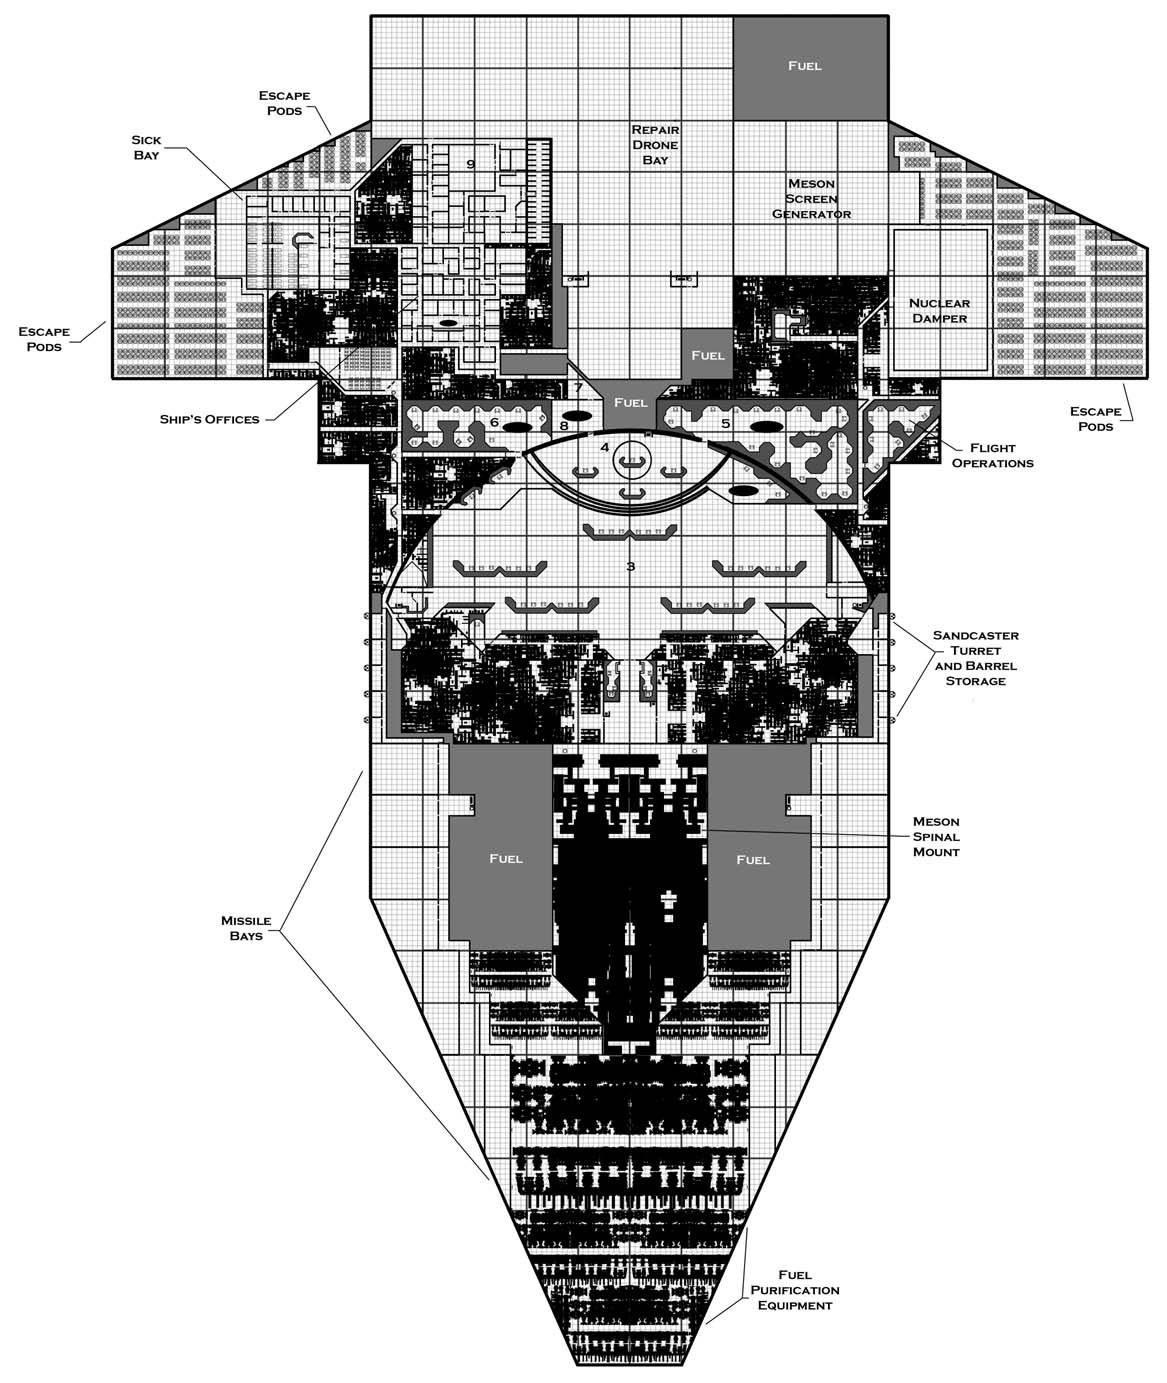 Fuel
Escape
Pods
Repair
Drone
Bay
Sick
Bay
9
Meson
Screen
Generator
Nuclear
Damper
Escape
Pods
Fuel
7
Fuel
Ship's Offices
Escape
Pods
6
8
5
4
Flight
Operations
3
Sandcaster
Turret
and Barrel
Storage
Meson
Spinal
Mount
Fuel
Fuel
Missile
Bays
Fuel
Purification
Equipment